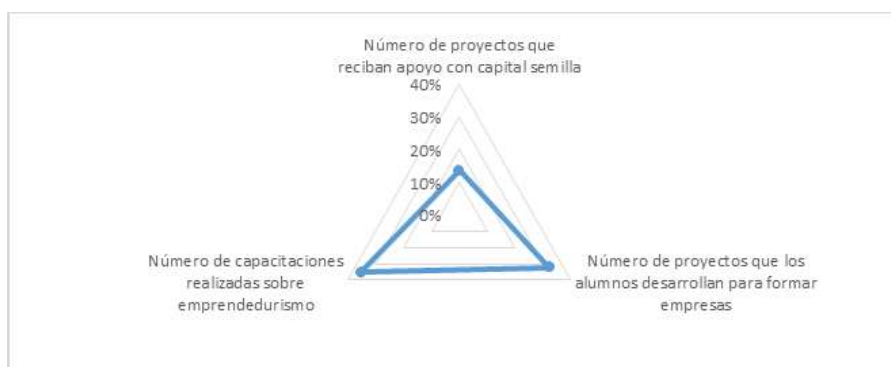 Número de proyectos que
reciban apoyo con capital semilla
40%
30%
20%
10%
0%
Número de capacitaciones
realizadas sobre
emprendedurismo
Número de proyectos que los
alumnos desarrollan para formar
empresas